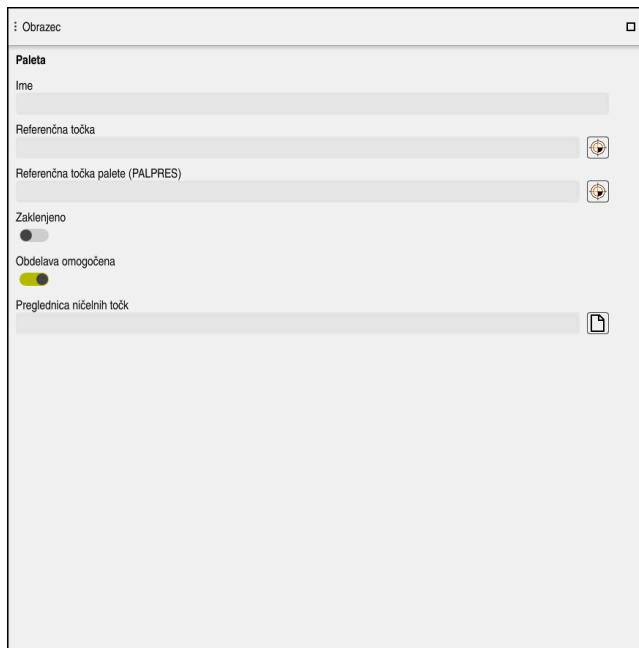 Obrazec
Paleta
Ime
Referenčna točka
Referenčna točka palete (PALPRES)
Zaklenjeno
Obdelava omogočena
Preglednica ničelnih točk